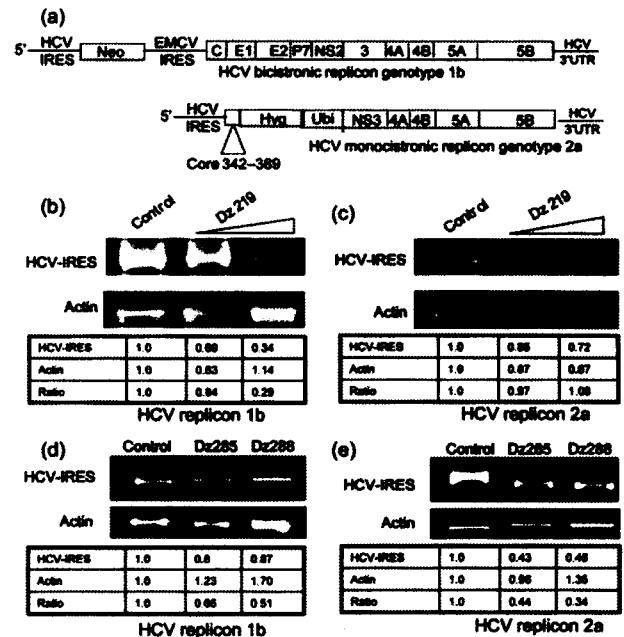 (a)
5' HCV IRES Neo EMCV IRES C E1 E2 P7 NS2 3 4A 4B 5A 5B HCV 3'UTR
HCV bicistronic replicon genotype 1b
5' HCV IRES Hyg Ubi NS3 4A 4B 5A 5B HCV 3'UTR
HCV monocistronic replicon genotype 2a
Core 342–369
(b)
Control Dz 219
HCV-IRES
Actin
HCV-IRES 1.0 0.69 0.34
Actin 1.0 0.83 1.14
Ratio 1.0 0.84 0.29
HCV replicon 1b
(c)
Control Dz 219
HCV-IRES
Actin
HCV-IRES 1.0 0.85 0.72
Actin 1.0 0.87 0.67
Ratio 1.0 0.97 1.08
HCV replicon 2a
(d)
Control Dz285 Dz286
HCV-IRES
Actin
HCV-IRES 1.0 0.8 0.87
Actin 1.0 1.23 1.70
Ratio 1.0 0.65 0.51
HCV replicon 1b
(e)
Control Dz285 Dz286
HCV-IRES
Actin
HCV-IRES 1.0 0.43 0.46
Actin 1.0 0.96 1.35
Ratio 1.0 0.44 0.34
HCV replicon 2a